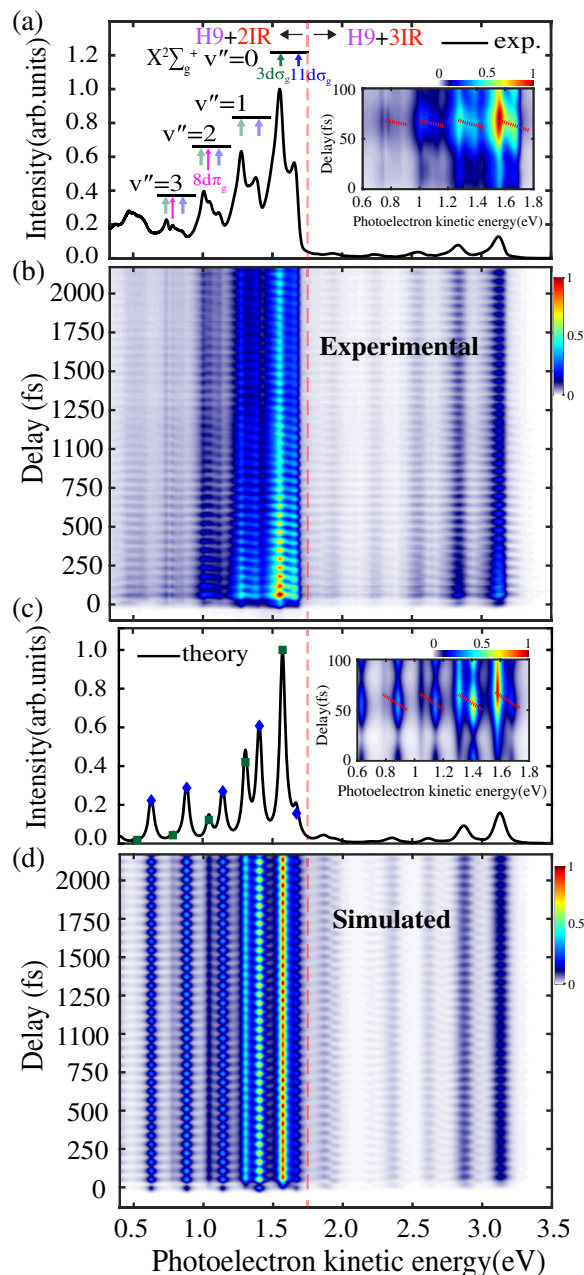 (a)
H9+2IR H9+3IR
X²Σg⁺ v″=0
exp.
3dσg 11dσg
v″=1
v″=2
8dπg
v″=3
Intensity(arb.units)
1.2
1.0
0.8
0.6
0.4
0.2
0.0
0 0.5 1
Delay(fs)
100
50
0
0.6 0.8 1 1.2 1.4 1.6 1.8
Photoelectron kinetic energy(eV)
(b)
Experimental
Delay (fs)
2000
1750
1500
1250
1100
750
500
250
0
1
0.5
0
(c)
theory
Intensity(arb.units)
1.0
0.8
0.6
0.4
0.2
0.0
0 0.5 1
Delay(fs)
100
50
0
0.6 0.8 1 1.2 1.4 1.6 1.8
Photoelectron kinetic energy(eV)
(d)
Simulated
Delay (fs)
2000
1750
1500
1250
1100
750
500
250
0
1
0.5
0
0.5 1.0 1.5 2.0 2.5 3.0 3.5
Photoelectron kinetic energy(eV)